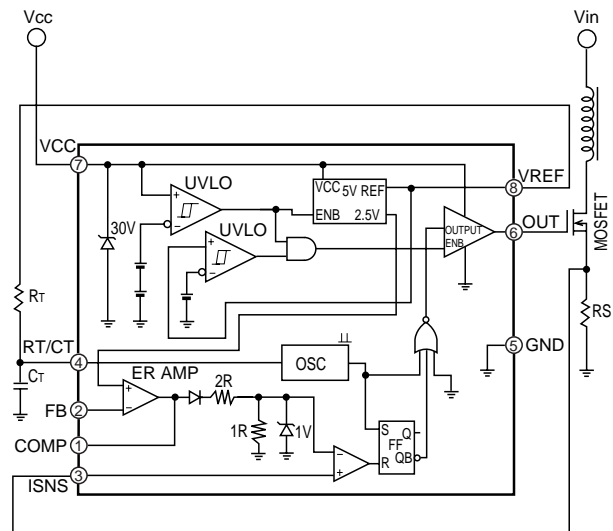 Vcc
Vin
VCC
7
UVLO
VCC
5V REF
ENB
2.5V
8
VREF
30V
UVLO
OUTPUT
ENB
6
OUT
MOSFET
RT
RS
RT/CT
4
OSC
5
GND
CT
ER AMP
2R
FB
2
1R
1V
S
Q
FF
R
QB
COMP
1
3
ISNS